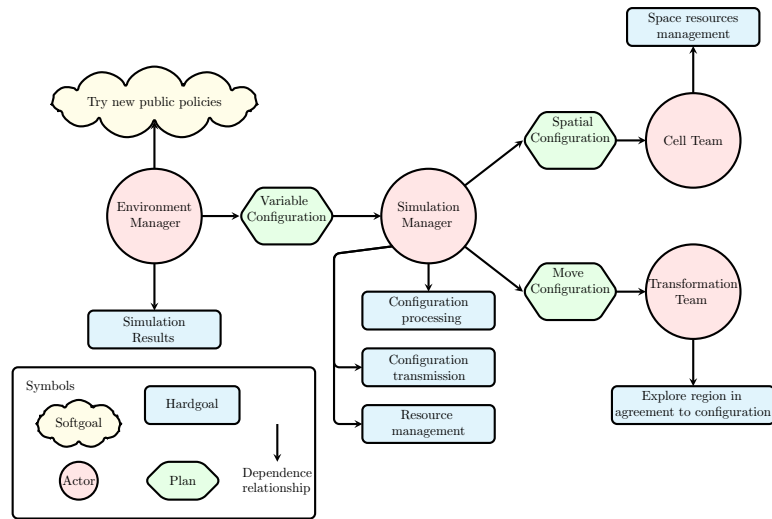 Space resources
management
Try new public policies
Spatial
Configuration
Cell Team
Environment
Manager
Variable
Configuration
Simulation
Manager
Move
Configuration
Transformation
Team
Simulation
Results
Configuration
processing
Configuration
transmission
Resource
management
Explore region in
agreement to configuration
Symbols
Hardgoal
Softgoal
Actor
Plan
Dependence
relationship